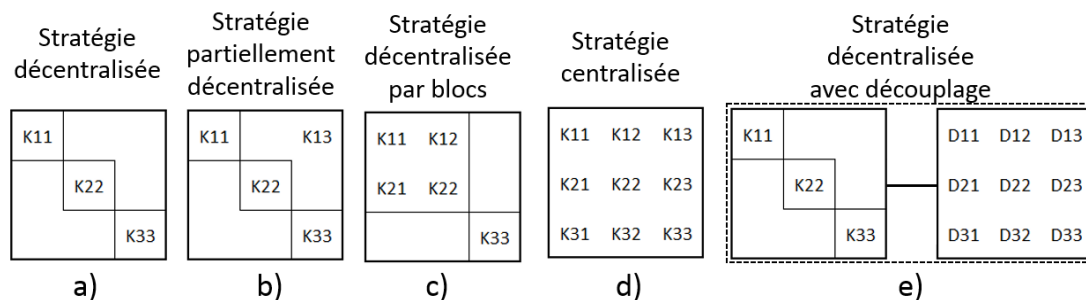 Stratégie
décentralisée
K11
K22
K33
a)
Stratégie
partiellement
décentralisée
K11 K13
K22
K33
b)
Stratégie
décentralisée
par blocs
K11 K12
K21 K22
K33
c)
Stratégie
centralisée
K11 K12 K13
K21 K22 K23
K31 K32 K33
d)
Stratégie
décentralisée
avec découplage
K11
K22
K33
D11 D12 D13
D21 D22 D23
D31 D32 D33
e)